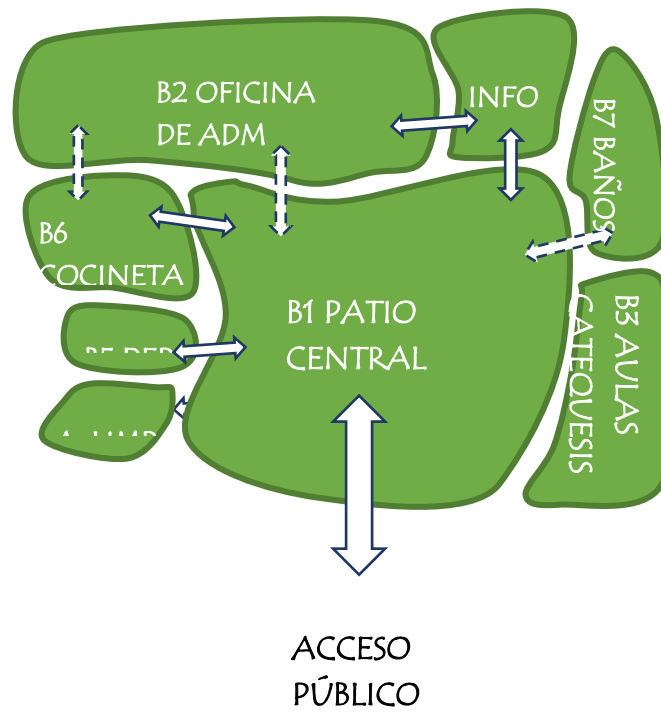 B2 OFICINA
DE ADM
INFO
B7 BAÑOS
B6
COCINETA
B1 PATIO
CENTRAL
B3 AULAS
CATEQUESIS
ACCESO
PÚBLICO